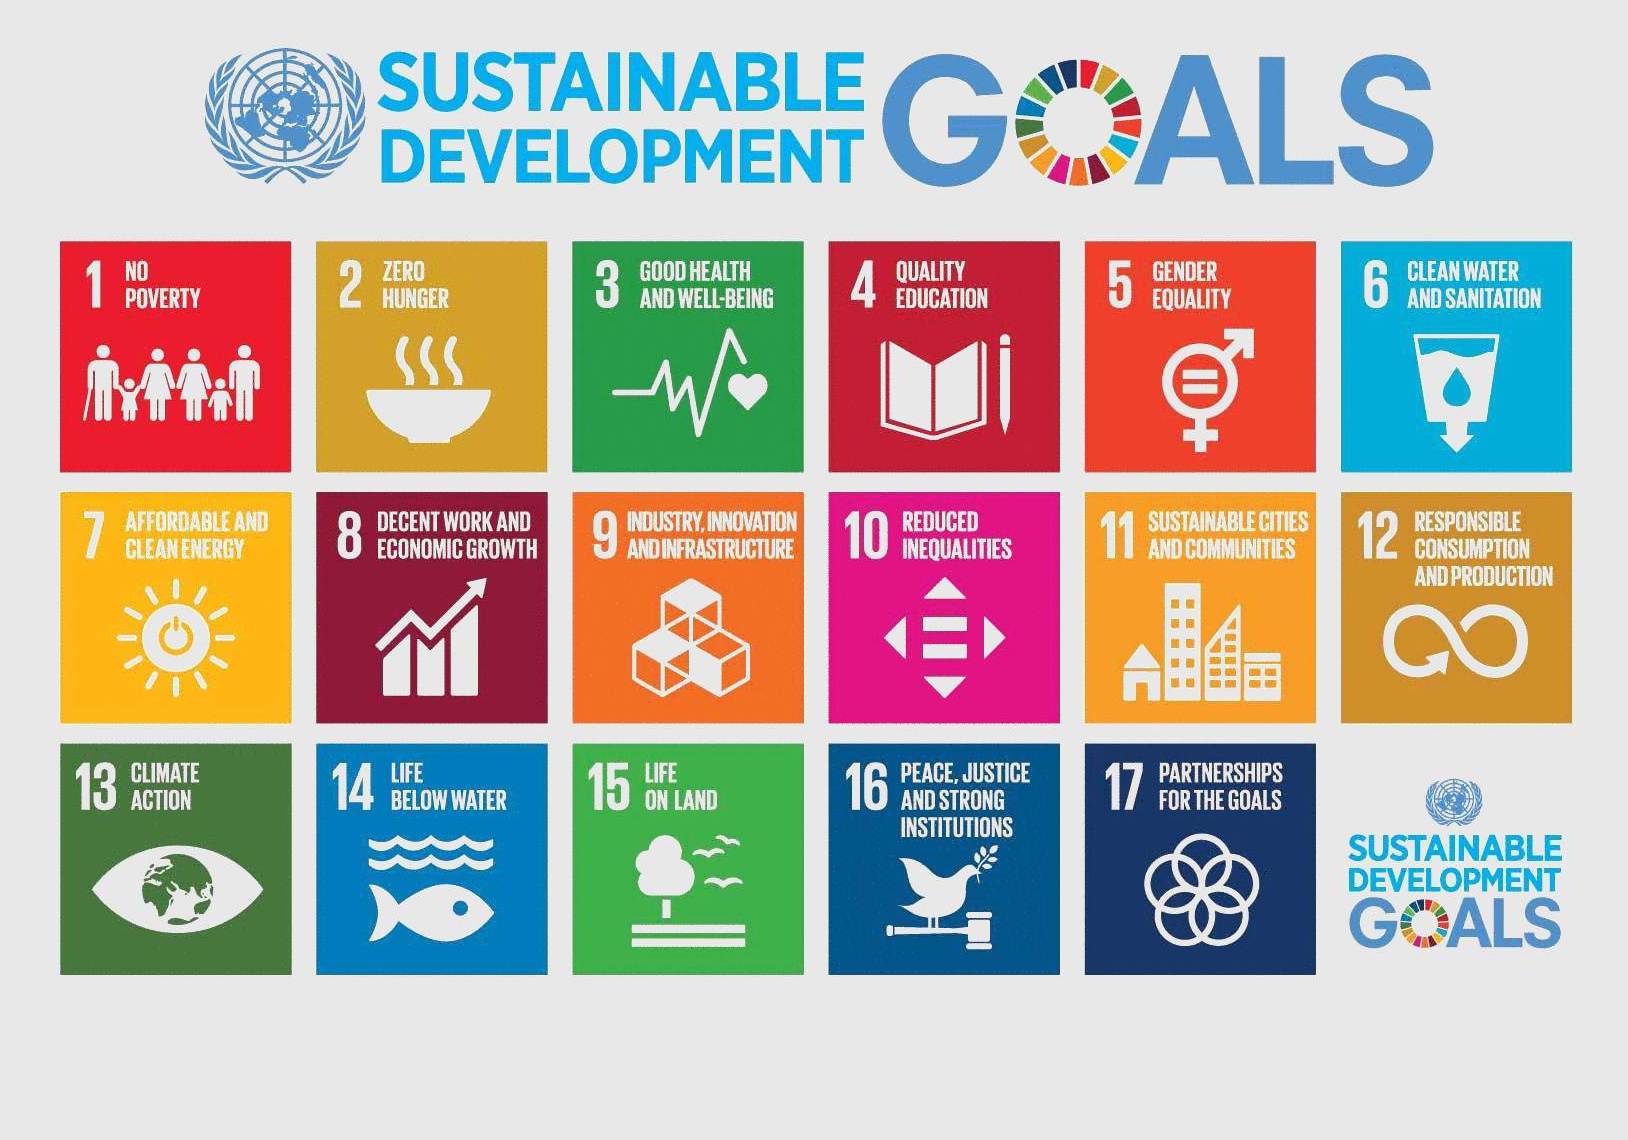 SUSTAINABLE
DEVELOPMENT
GOALS
1 NO
POVERTY
2 ZERO
HUNGER
3 GOOD HEALTH
AND WELL-BEING
4 QUALITY
EDUCATION
5 GENDER
EQUALITY
6 CLEAN WATER
AND SANITATION
7 AFFORDABLE AND
CLEAN ENERGY
8 DECENT WORK AND
ECONOMIC GROWTH
9 INDUSTRY, INNOVATION
AND INFRASTRUCTURE
10 REDUCED
INEQUALITIES
11 SUSTAINABLE CITIES
AND COMMUNITIES
12 RESPONSIBLE
CONSUMPTION
AND PRODUCTION
13 CLIMATE
ACTION
14 LIFE
BELOW WATER
15 LIFE
ON LAND
16 PEACE, JUSTICE
AND STRONG
INSTITUTIONS
17 PARTNERSHIPS
FOR THE GOALS
SUSTAINABLE
DEVELOPMENT
GOALS